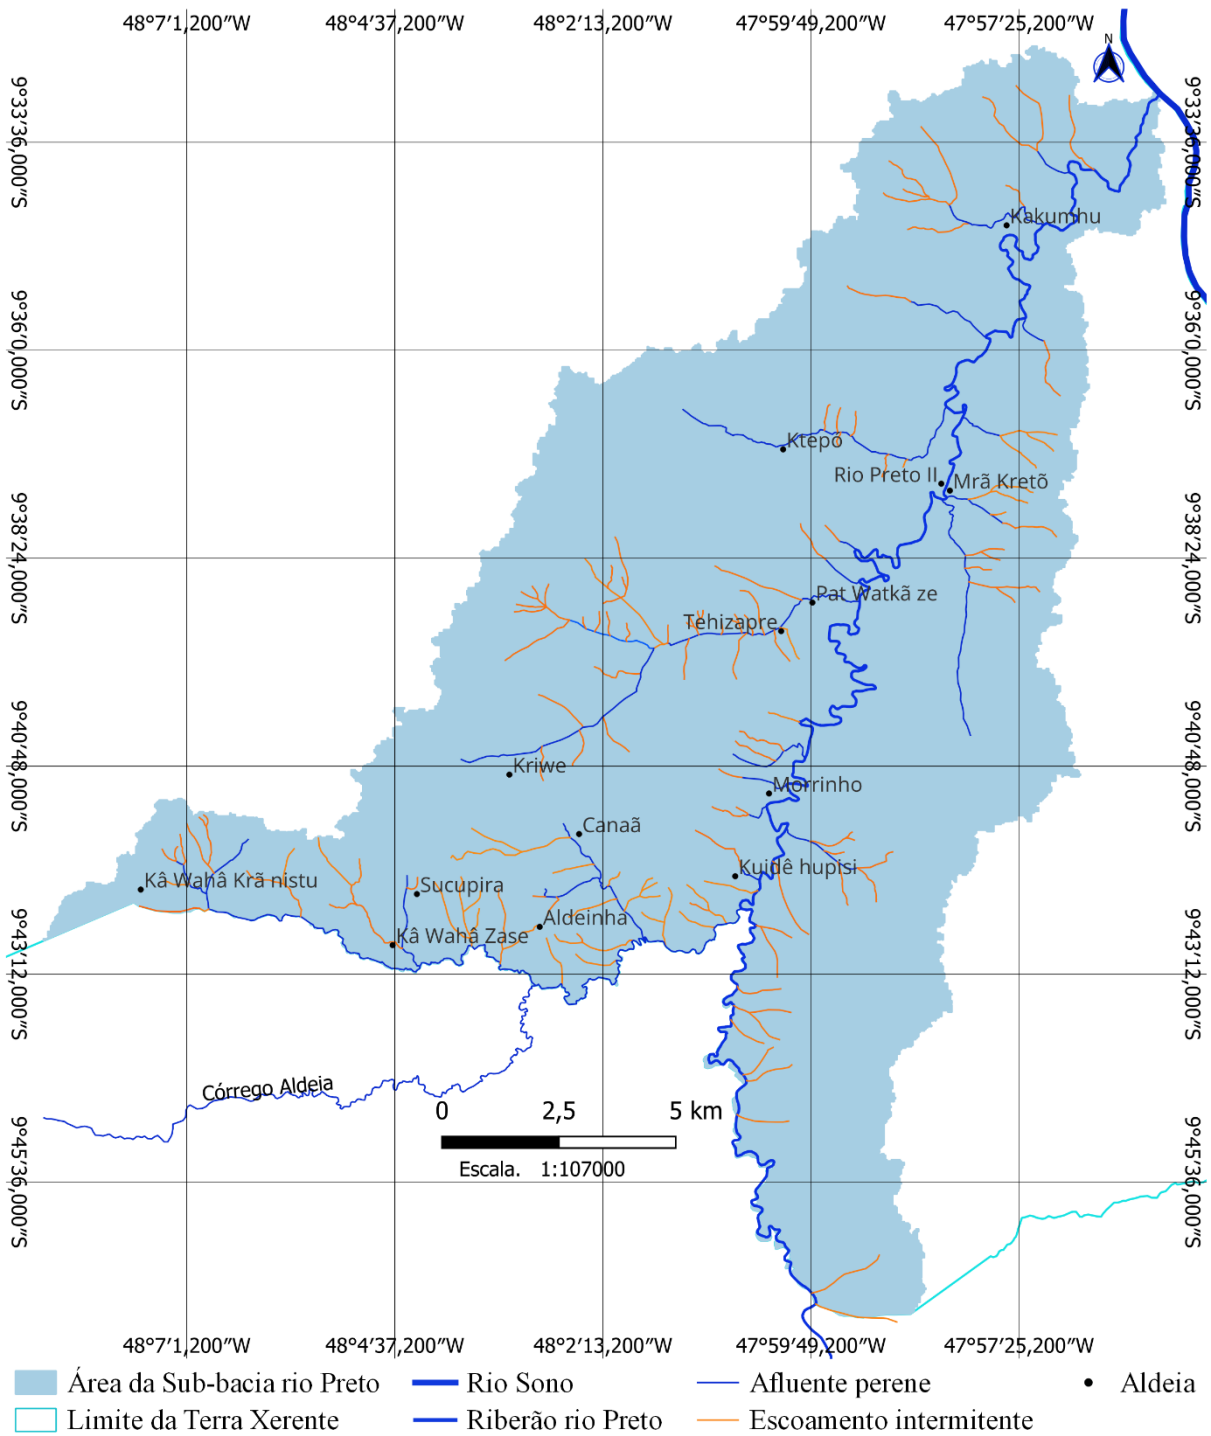 48°7′1,200″W 48°4′37,200″W 48°2′13,200″W 47°59′49,200″W 47°57′25,200″W
N
9°33′36,000″S 9°33′36,000″S
Kakumhu
9°36′0,000″S 9°36′0,000″S
Ktepo
Rio Preto II Mrã Kretõ
9°38′24,000″S 9°38′24,000″S
Pat Watkã ze
Tehizapre
9°40′48,000″S 9°40′48,000″S
Kriwe
Morrinho
Canaã
Kuidê hupisi
Kâ Wahâ Krã nistu
Sucupira
Aldeinha
Kâ Wahâ Zase
9°43′12,000″S 9°43′12,000″S
Córrego Aldeia
0 2,5 5 km
Escala. 1:107000
9°45′36,000″S 9°45′36,000″S
48°7′1,200″W 48°4′37,200″W 48°2′13,200″W 47°59′49,200″W 47°57′25,200″W
Área da Sub-bacia rio Preto Rio Sono Afluente perene Aldeia
Limite da Terra Xerente Riberão rio Preto Escoamento intermitente